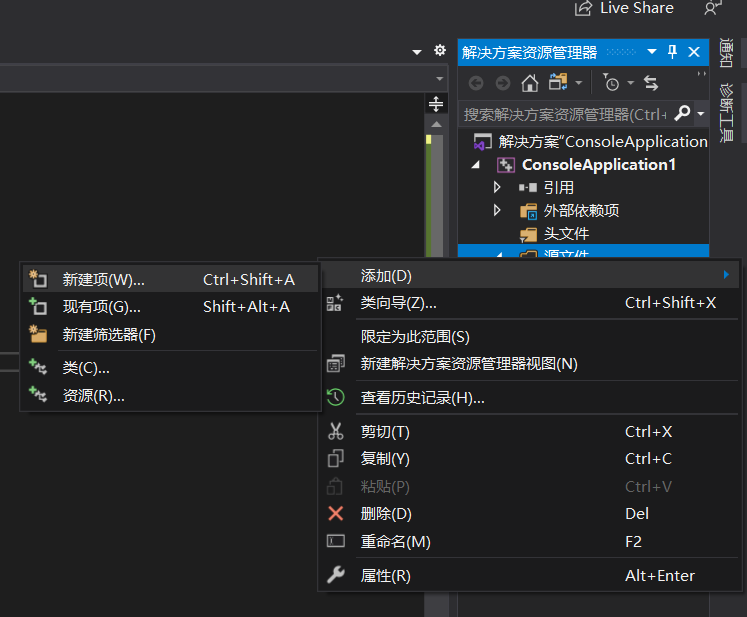 Live Share
解决方案资源管理器
通知
诊断工具
搜索解决方案资源管理器(Ctrl+
解决方案"ConsoleApplication
ConsoleApplication1
引用
外部依赖项
头文件
源文件
新建项(W)... Ctrl+Shift+A
现有项(G)... Shift+Alt+A
新建筛选器(F)
类(C)...
资源(R)...
添加(D)
类向导(Z)... Ctrl+Shift+X
限定为此范围(S)
新建解决方案资源管理器视图(N)
查看历史记录(H)...
剪切(T) Ctrl+X
复制(Y) Ctrl+C
粘贴(P) Ctrl+V
删除(D) Del
重命名(M) F2
属性(R) Alt+Enter